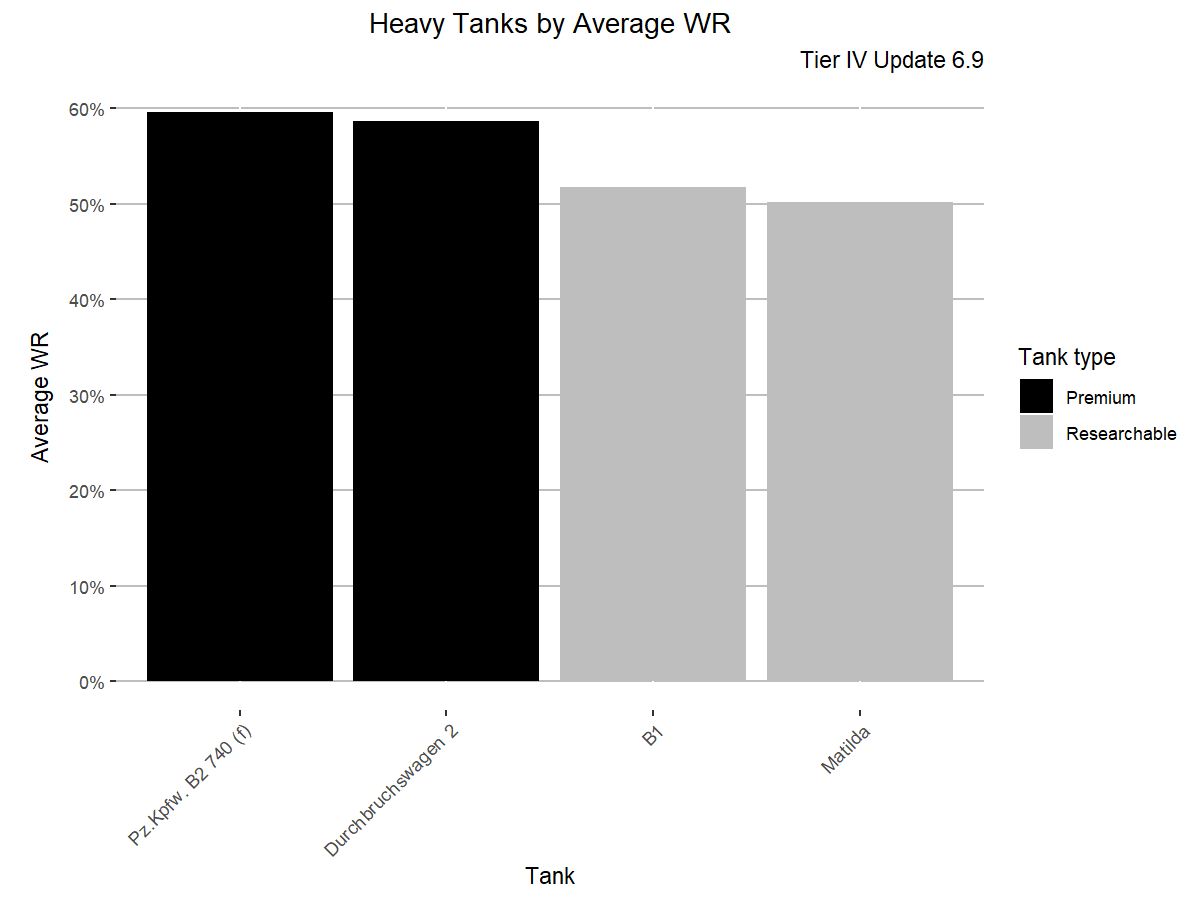 Heavy Tanks by Average WR
Tier IV Update 6.9
Average WR
60%
50%
40%
30%
20%
10%
0%
Pz.Kpfw. B2 740 (f)
Durchbruchswagen 2
B1
Matilda
Tank
Tank type
Premium
Researchable